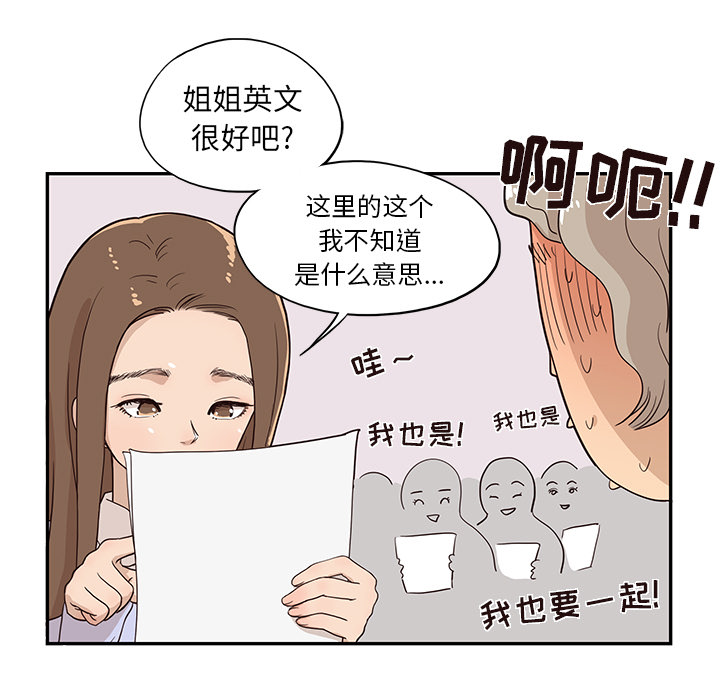 姐姐英文
很好吧?
这里的这个
我不知道
是什么意思...
啊呃!!
哇~
我也是!
我也是
我也要一起!